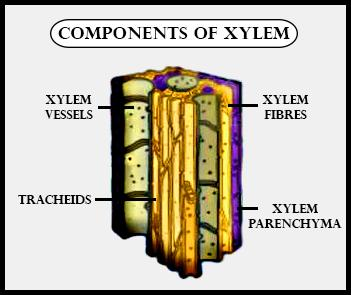 COMPONENTS OF XYLEM
XYLEM
VESSELS
XYLEM
FIBRES
TRACHEIDS
XYLEM
PARENCHYMA